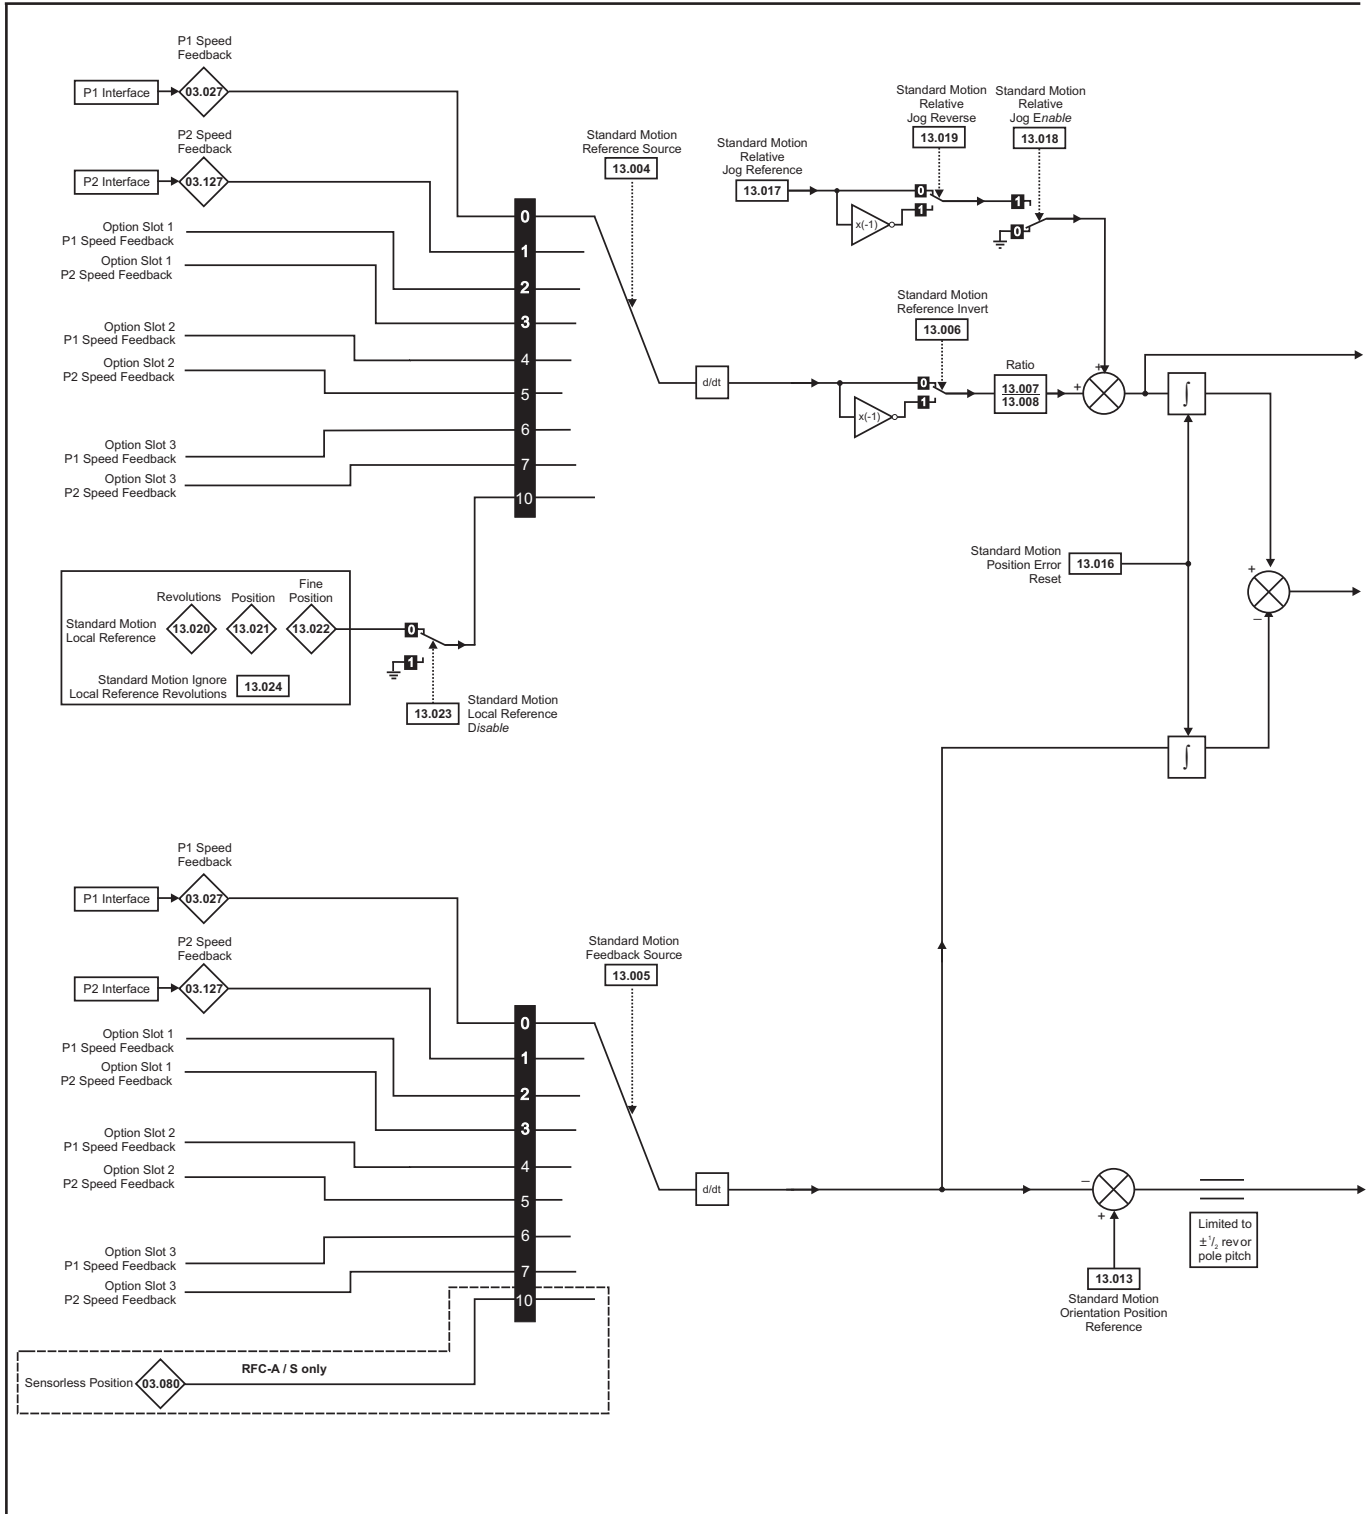 P1 Speed
Feedback
P1 Interface
03.027
P2 Speed
Feedback
P2 Interface
03.127
Option Slot 1
P1 Speed Feedback
Option Slot 1
P2 Speed Feedback
Option Slot 2
P1 Speed Feedback
Option Slot 2
P2 Speed Feedback
Option Slot 3
P1 Speed Feedback
Option Slot 3
P2 Speed Feedback
0
1
2
3
4
5
6
7
10
Standard Motion
Reference Source
13.004
d/dt
Standard Motion
Relative
Jog Reference
13.017
x(-1)
0
1
Standard Motion
Relative
Jog Reverse
13.019
Standard Motion
Relative
Jog Enable
13.018
1
0
Standard Motion
Reference Invert
13.006
0
1
x(-1)
Ratio
13.007
13.008
+
+
∫
Standard Motion
Position Error
Reset
13.016
+
–
∫
Revolutions
Position
Fine
Position
Standard Motion
Local Reference
13.020
13.021
13.022
Standard Motion Ignore
Local Reference Revolutions
13.024
0
1
13.023
Standard Motion
Local Reference
Disable
P1 Speed
Feedback
P1 Interface
03.027
P2 Speed
Feedback
P2 Interface
03.127
Option Slot 1
P1 Speed Feedback
Option Slot 1
P2 Speed Feedback
Option Slot 2
P1 Speed Feedback
Option Slot 2
P2 Speed Feedback
Option Slot 3
P1 Speed Feedback
Option Slot 3
P2 Speed Feedback
0
1
2
3
4
5
6
7
10
Standard Motion
Feedback Source
13.005
d/dt
–
+
13.013
Standard Motion
Orientation Position
Reference
Limited to
±1/2 rev or
pole pitch
RFC-A / S only
Sensorless Position
03.080